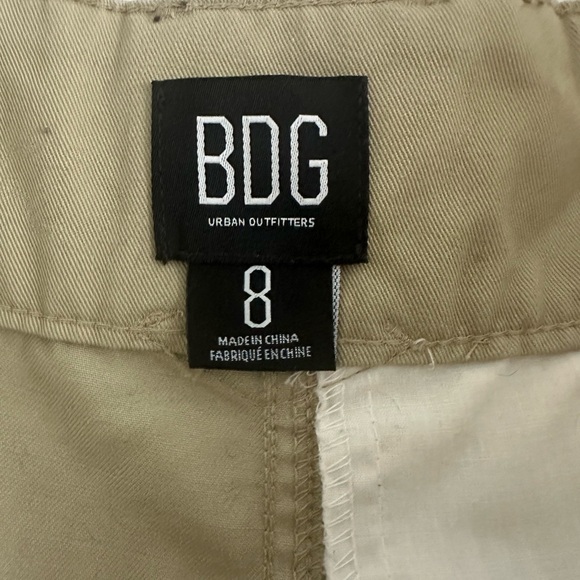 BDG
URBAN OUTFITTERS
8
MADE IN CHINA
FABRIQUÉ EN CHINE